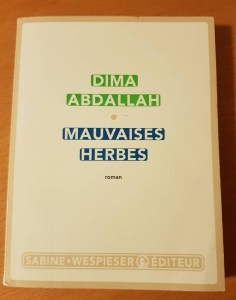 DIMA
ABDALLAH
MAUVAISES
HERBES
roman
SABINE • WESPIESER ÉDITEUR